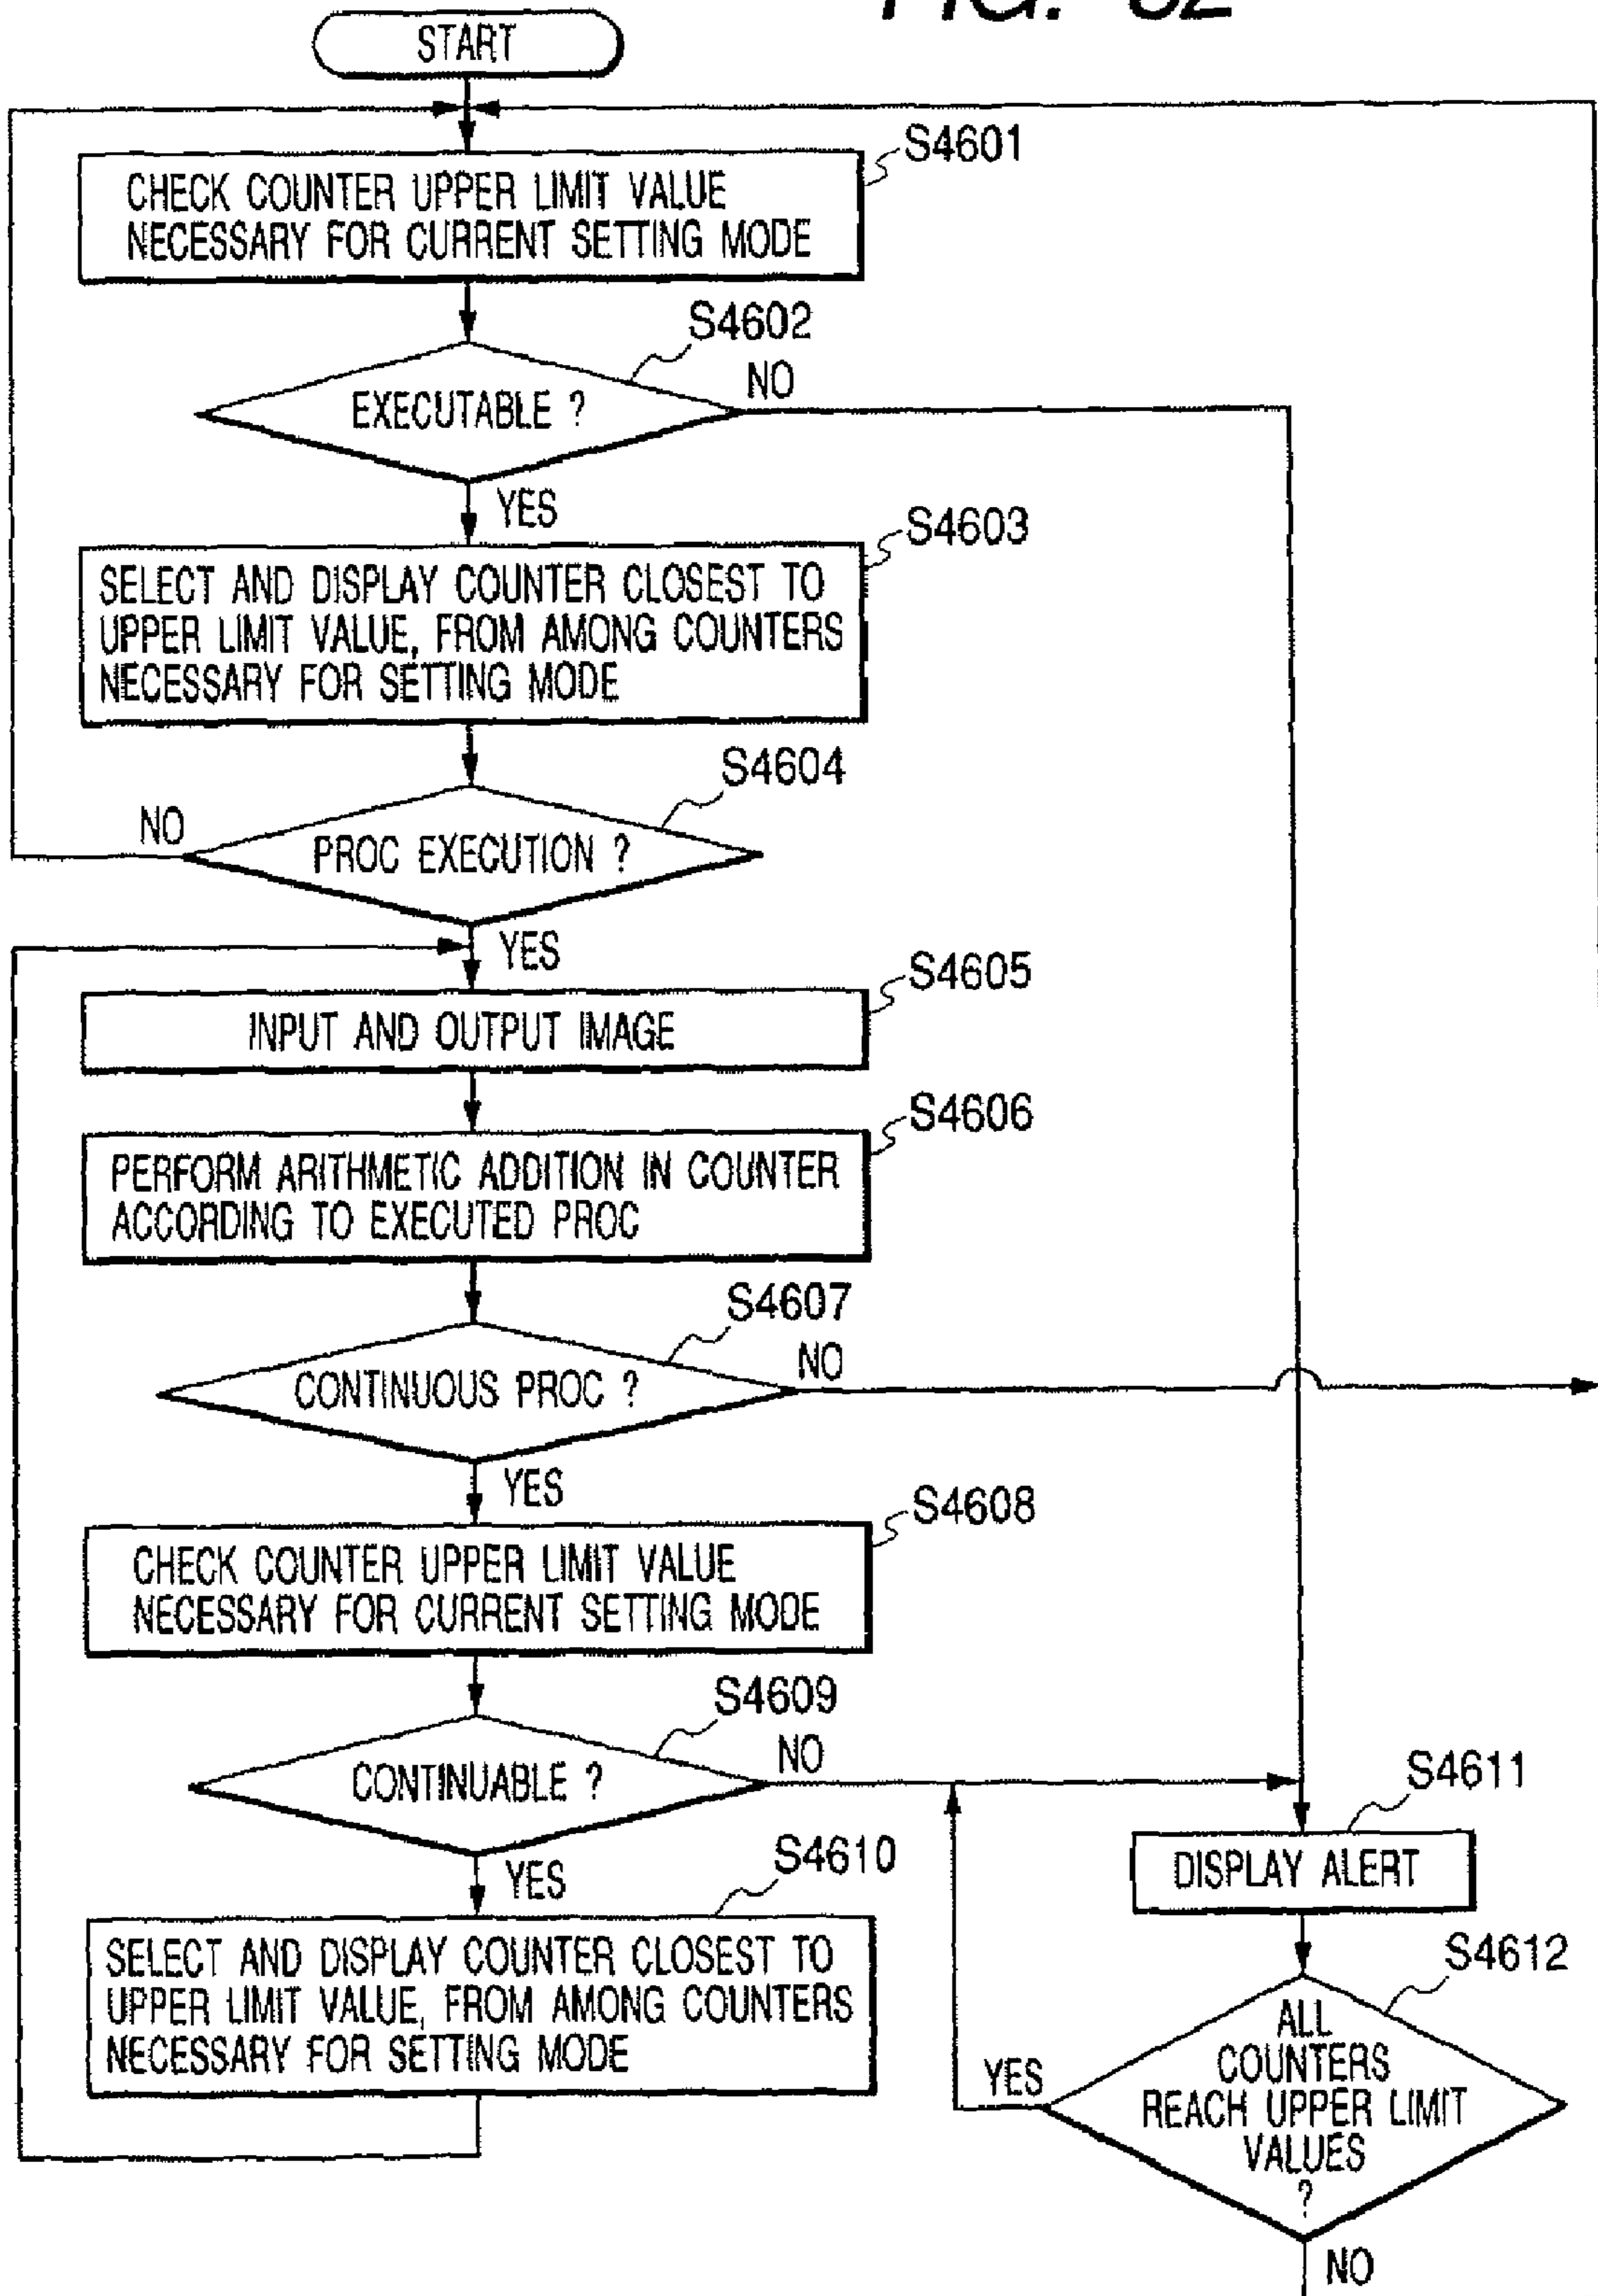 FIG. 52
START
S4601
CHECK COUNTER UPPER LIMIT VALUE
NECESSARY FOR CURRENT SETTING MODE
S4602
EXECUTABLE ?
NO
YES
S4603
SELECT AND DISPLAY COUNTER CLOSEST TO
UPPER LIMIT VALUE, FROM AMONG COUNTERS
NECESSARY FOR SETTING MODE
S4604
NO
PROC EXECUTION ?
YES
S4605
INPUT AND OUTPUT IMAGE
S4606
PERFORM ARITHMETIC ADDITION IN COUNTER
ACCORDING TO EXECUTED PROC
S4607
CONTINUOUS PROC ?
NO
YES
S4608
CHECK COUNTER UPPER LIMIT VALUE
NECESSARY FOR CURRENT SETTING MODE
S4609
CONTINUABLE ?
NO
YES
S4610
SELECT AND DISPLAY COUNTER CLOSEST TO
UPPER LIMIT VALUE, FROM AMONG COUNTERS
NECESSARY FOR SETTING MODE
S4611
DISPLAY ALERT
S4612
ALL
COUNTERS
REACH UPPER LIMIT
VALUES
?
YES
NO